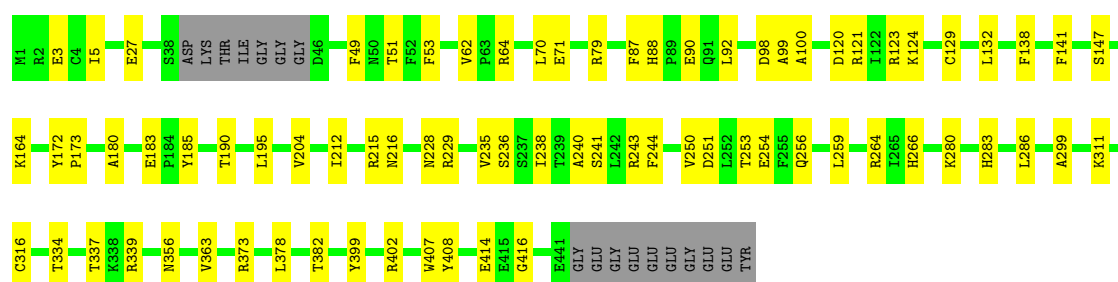 M1 R2 E3 C4 I5 E27 S38 ASP LYS THR ILE GLY GLY GLY D46 F49 N50 T51 F52 F53 V62 P63 R64 L70 E71 R79 F87 H88 P89 E90 Q91 L92 D98 A99 A100 D120 R121 I122 R123 K124 C129 L132 F138 F141 S147
K164 Y172 P173 A180 E183 P184 Y185 T190 L195 V204 I212 R215 N216 N228 R229 V235 S236 S237 I238 T239 A240 S241 L242 R243 F244 V250 D251 L252 T253 E254 F255 Q256 L259 R264 I265 H266 K280 H283 L286 A299 K311
C316 T334 T337 K338 R339 N356 V363 R373 L378 T382 Y399 R402 W407 Y408 E414 E415 G416 E441 GLY GLU GLY GLU GLU GLU GLY GLU GLU TYR